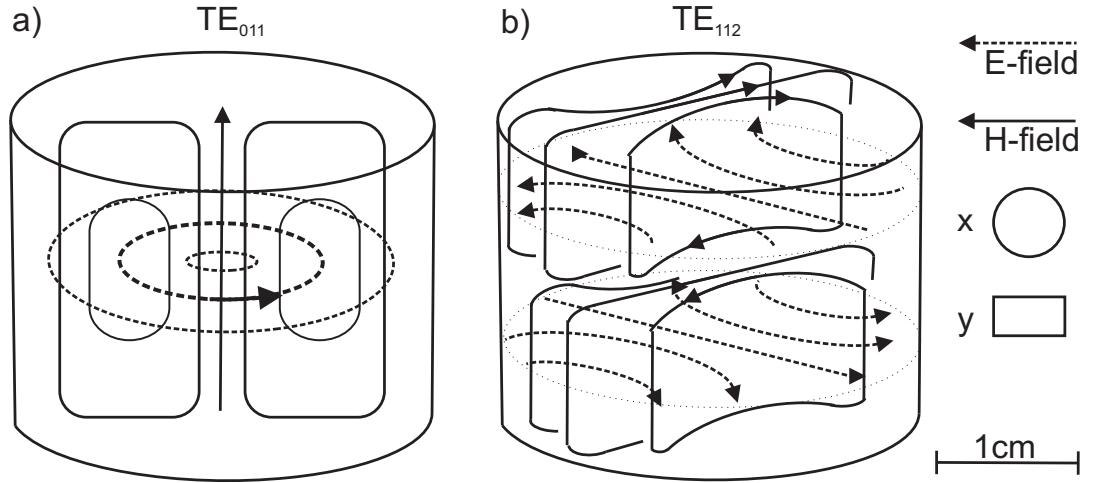 a)
TE₀₁₁
b)
TE₁₁₂
E-field
H-field
x
y
1cm